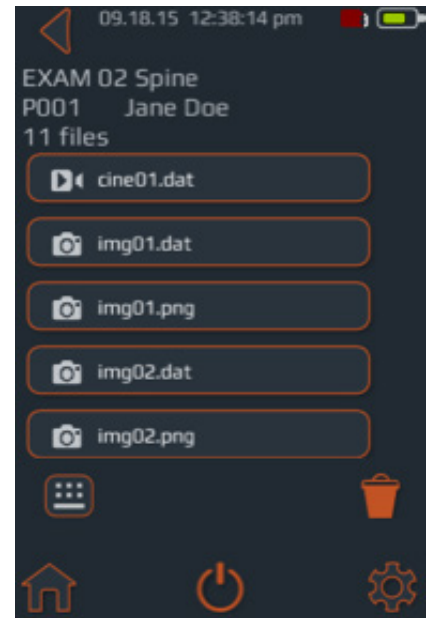 09.18.15 12:38:14 pm
EXAM 02 Spine
P001 Jane Doe
11 files
cine01.dat
img01.dat
img01.png
img02.dat
img02.png